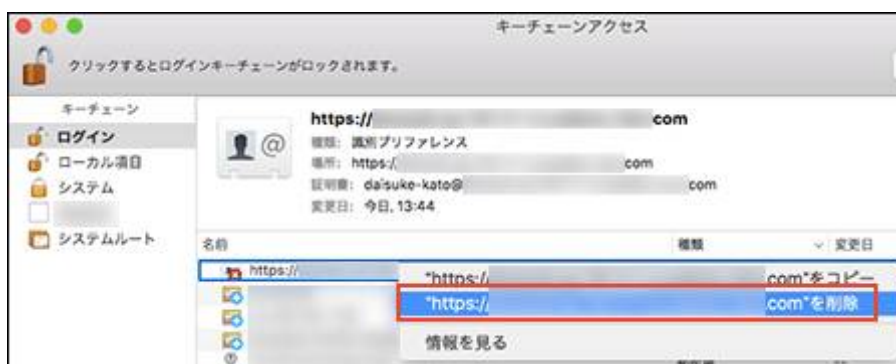 キーチェーンアクセス
クリックするとログインキーチェーンがロックされます。
キーチェーン
ログイン
ローカル項目
システム
システムルート
https:// com
種類: 識別プリファレンス
場所: https:/ com
証明書: daisuke-kato@ com
変更日: 今日, 13:44
名前 種類 変更日
https://
"https:/ com"をコピー
"https:/ com"を削除
情報を見る